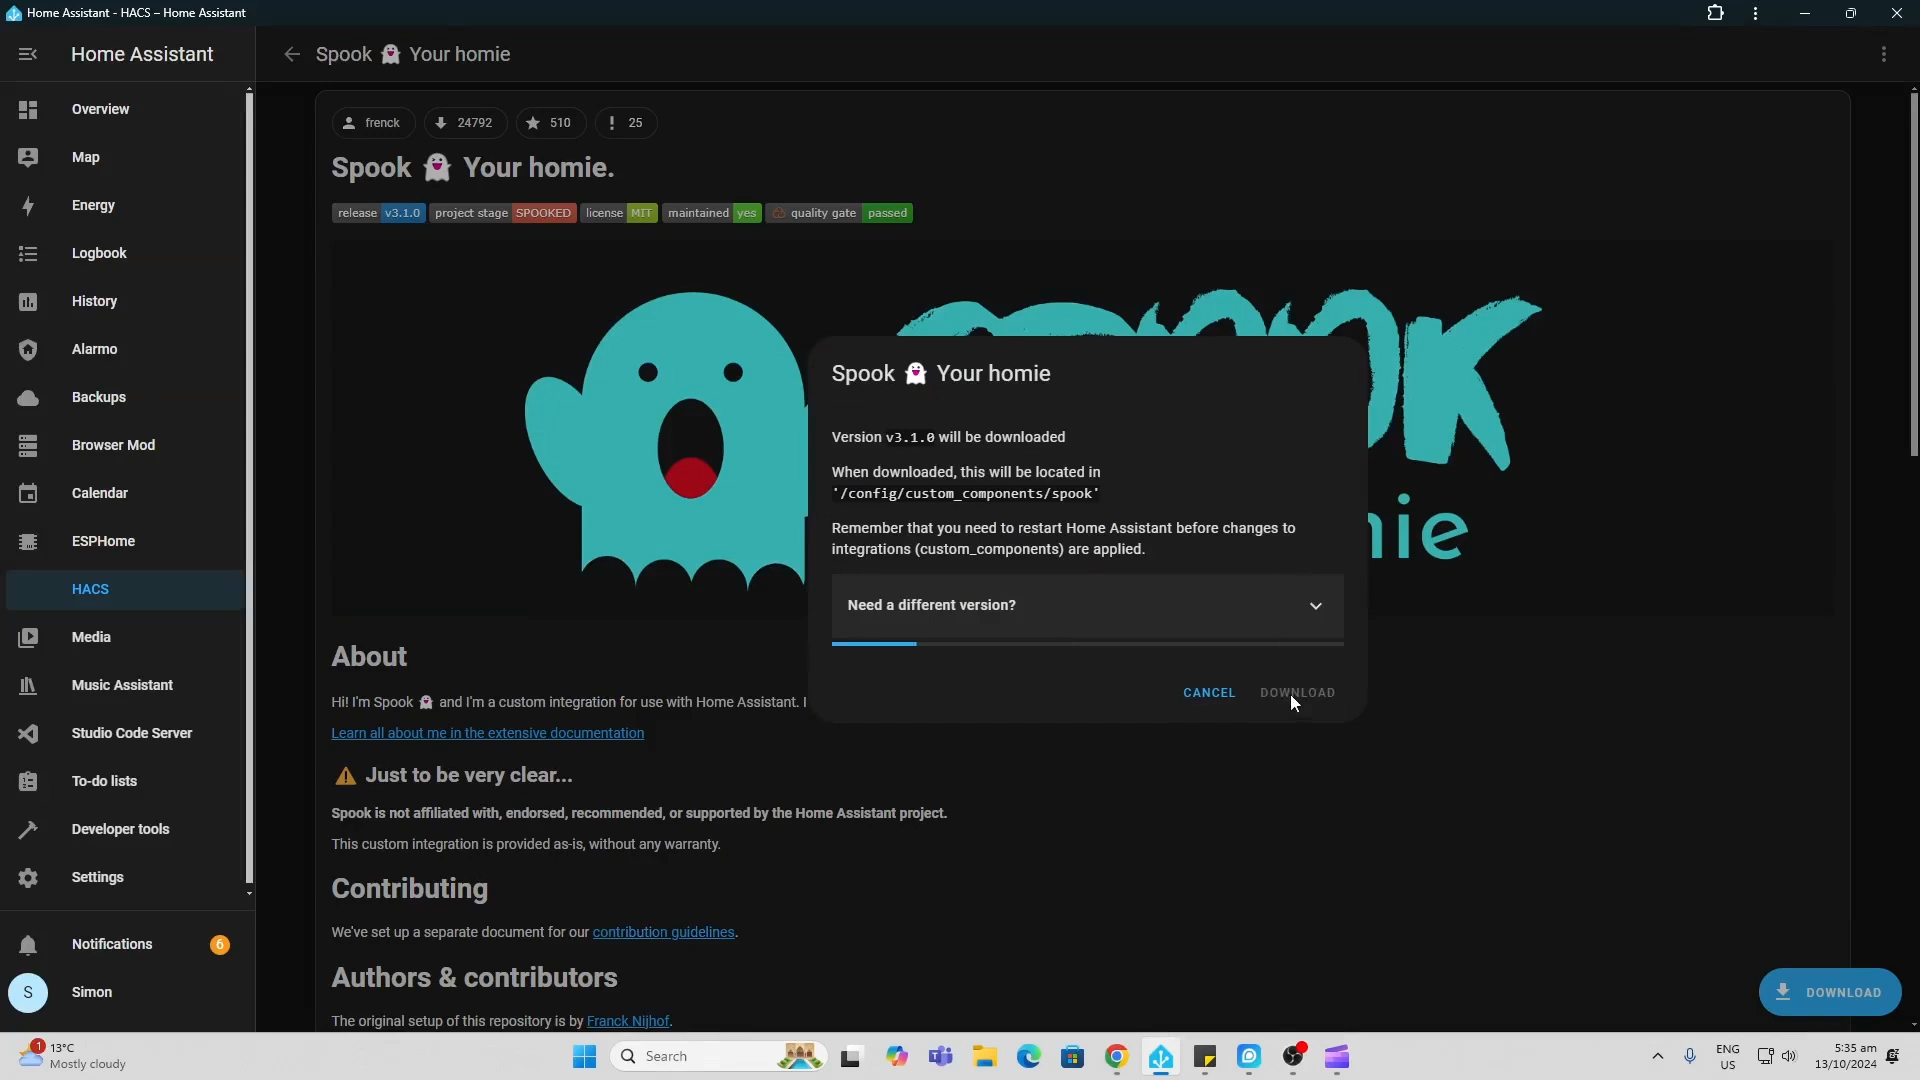 Home Assistant - HACS – Home Assistant
Home Assistant
Spook 👻 Your homie
Overview
Map
Energy
Logbook
History
Alarmo
Backups
Browser Mod
Calendar
ESPHome
HACS
Media
Music Assistant
Studio Code Server
To-do lists
Developer tools
Settings
Notifications
6
S
Simon
frenck
24792
510
25
Spook 👻 Your homie.
release v3.1.0
project stage SPOOKED
license MIT
maintained yes
quality gate passed
Spook 👻 Your homie
Version v3.1.0 will be downloaded
When downloaded, this will be located in
'/config/custom_components/spook'
Remember that you need to restart Home Assistant before changes to
integrations (custom_components) are applied.
Need a different version?
CANCEL
DOWNLOAD
About
Hi! I'm Spook 👻 and I'm a custom integration for use with Home Assistant. I
Learn all about me in the extensive documentation
⚠️ Just to be very clear...
Spook is not affiliated with, endorsed, recommended, or supported by the Home Assistant project.
This custom integration is provided as-is, without any warranty.
Contributing
We've set up a separate document for our contribution guidelines.
Authors & contributors
The original setup of this repository is by Franck Nijhof.
DOWNLOAD
1
13°C
Mostly cloudy
Search
ENG
US
5:35 am
13/10/2024